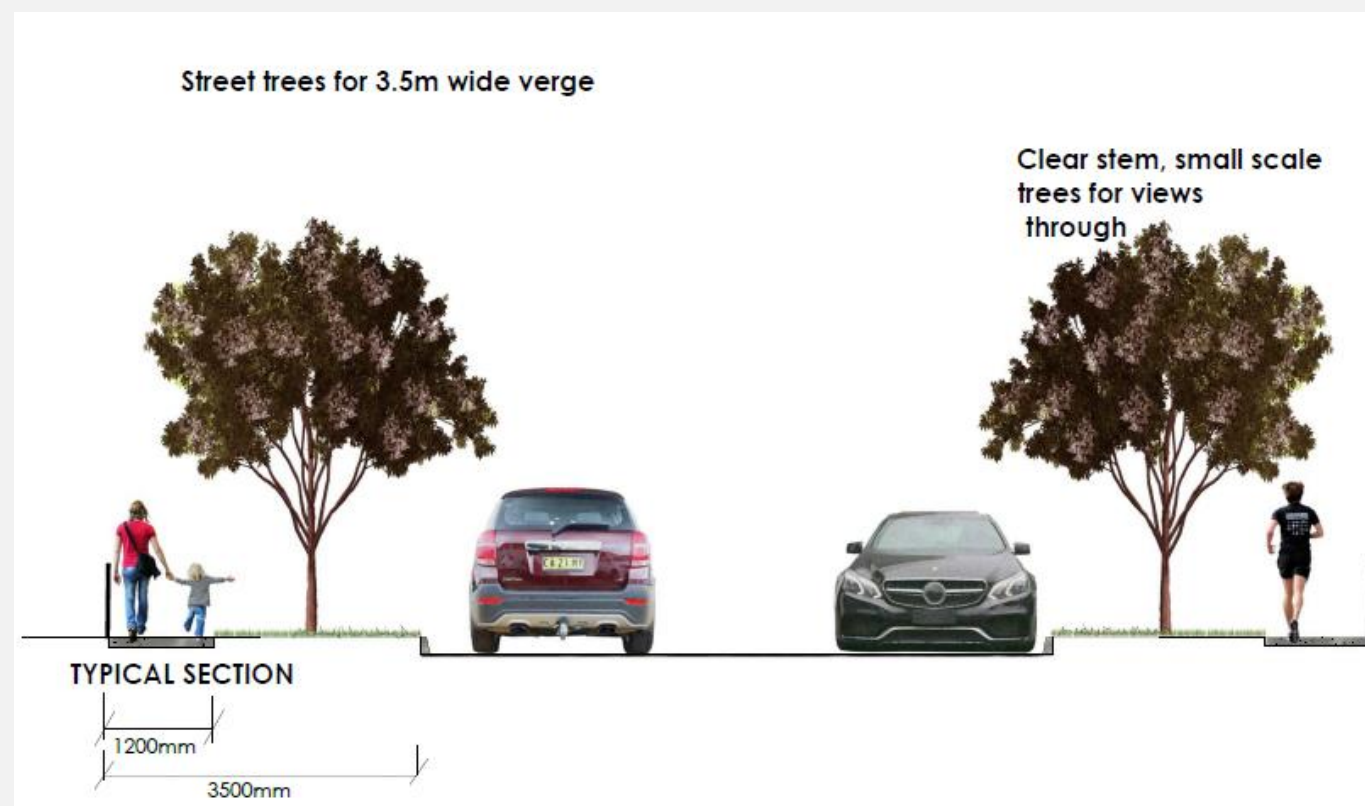 Street trees for 3.5m wide verge
Clear stem, small scale
trees for views
through
TYPICAL SECTION
1200mm
3500mm